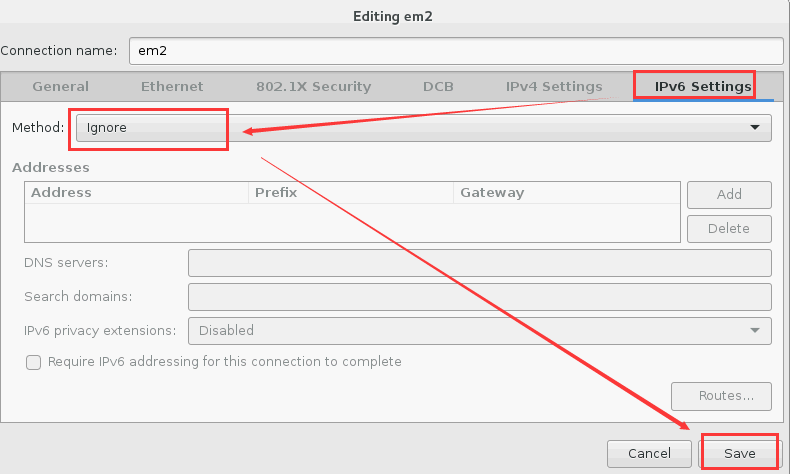 Editing em2
Connection name: em2
General Ethernet 802.1X Security DCB IPv4 Settings IPv6 Settings
Method: Ignore
Addresses
Address Prefix Gateway
Add
Delete
DNS servers:
Search domains:
IPv6 privacy extensions: Disabled
Require IPv6 addressing for this connection to complete
Routes...
Cancel Save